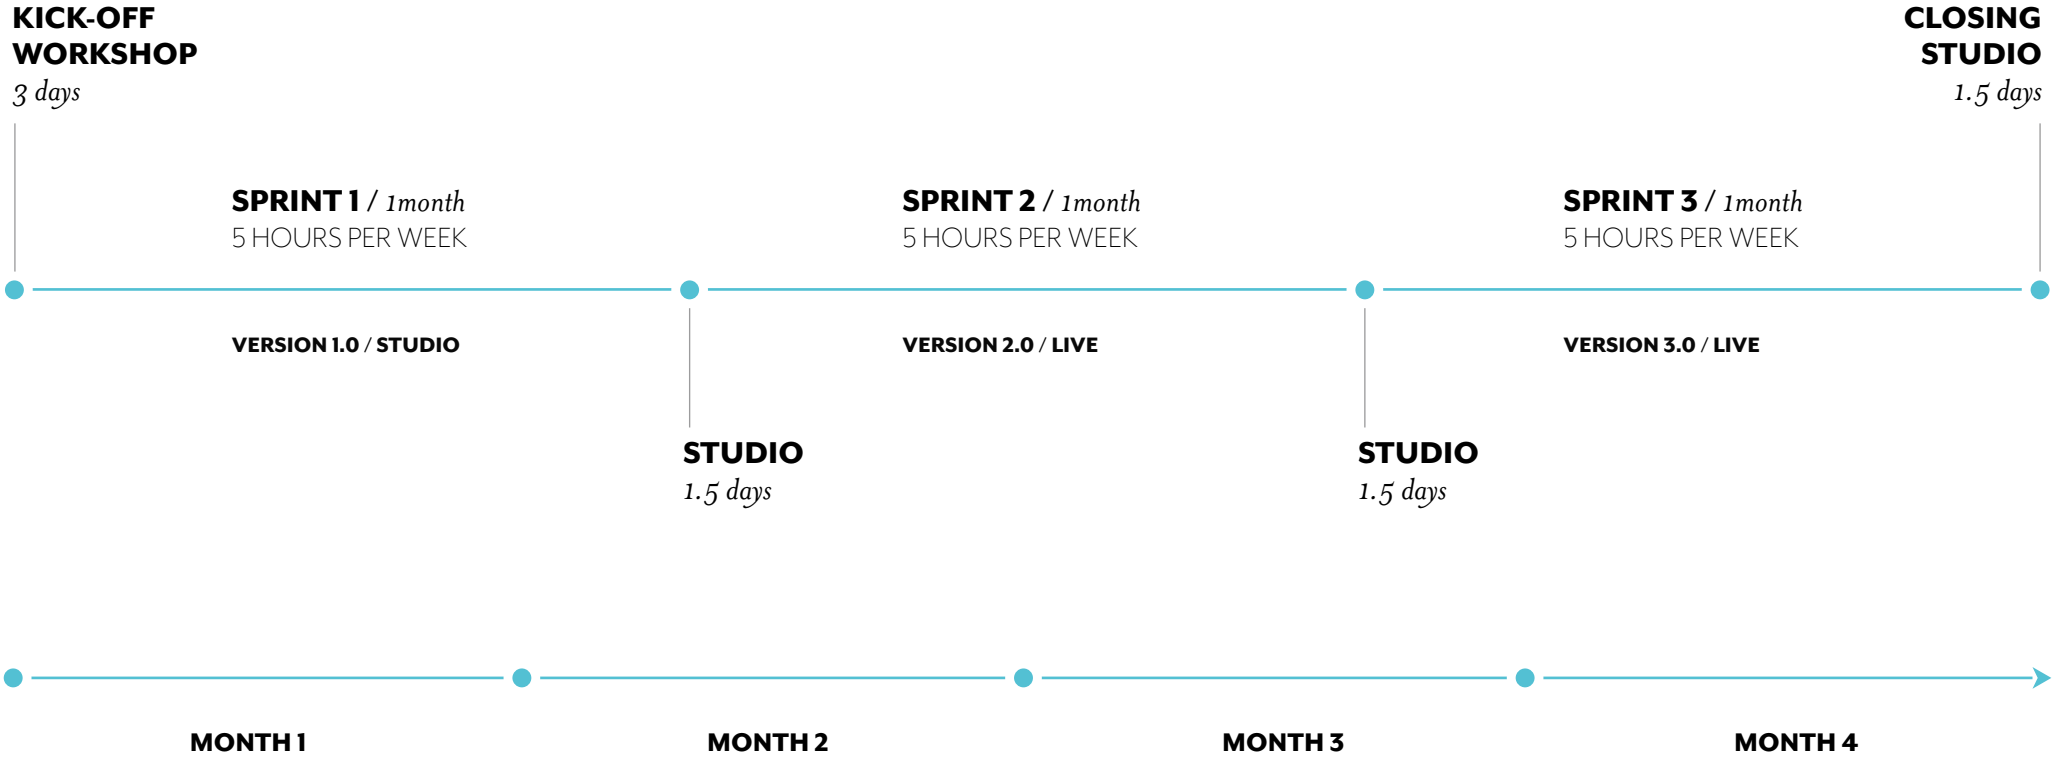 KICK-OFF
WORKSHOP
3 days
CLOSING
STUDIO
1.5 days
SPRINT 1 / 1month
5 HOURS PER WEEK
SPRINT 2 / 1month
5 HOURS PER WEEK
SPRINT 3 / 1month
5 HOURS PER WEEK
VERSION 1.0 / STUDIO
VERSION 2.0 / LIVE
VERSION 3.0 / LIVE
STUDIO
1.5 days
STUDIO
1.5 days
MONTH 1
MONTH 2
MONTH 3
MONTH 4